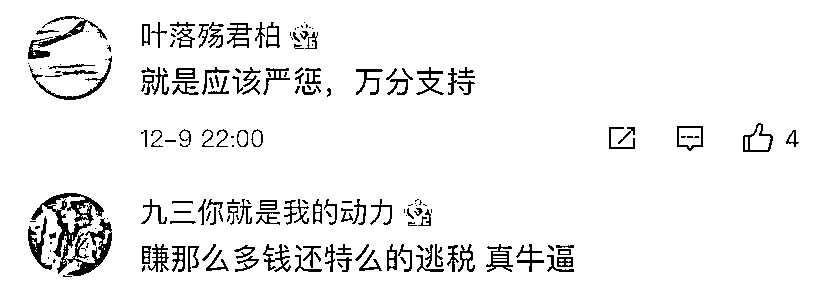 叶落殇君柏
就是应该严惩，万分支持
12-9 22:00 4
九三你就是我的动力
賺那么多钱还特么的逃税 真牛逼